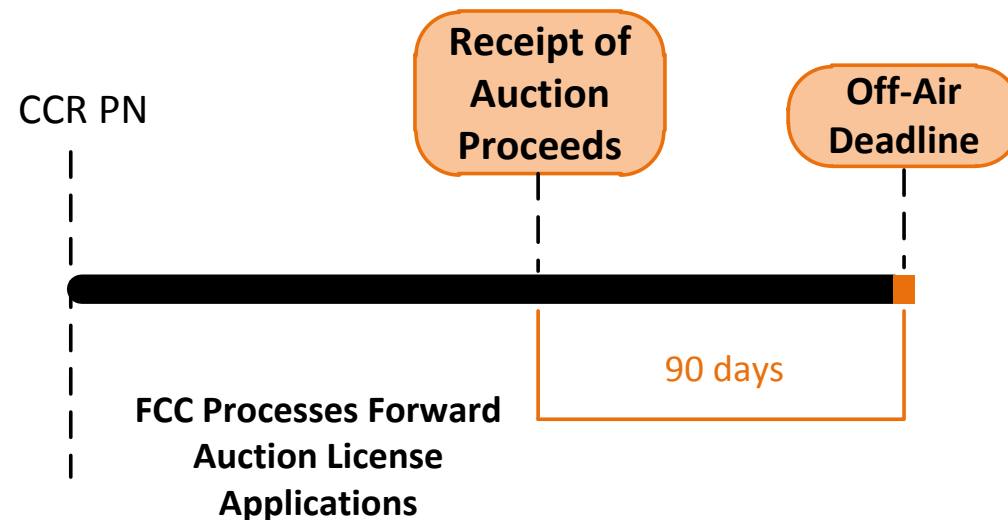 CCR PN
Receipt of
Auction
Proceeds
Off-Air
Deadline
90 days
FCC Processes Forward
Auction License
Applications